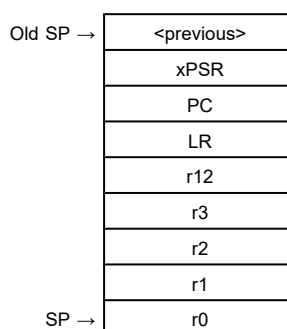 Old SP → <previous>
xPSR
PC
LR
r12
r3
r2
r1
SP → r0